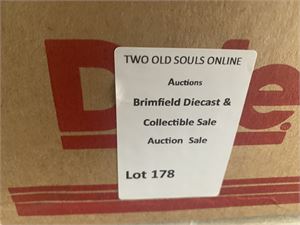 TWO OLD SOULS ONLINE
Auctions
Brimfield Diecast &
Collectible Sale
Auction Sale
Lot 178